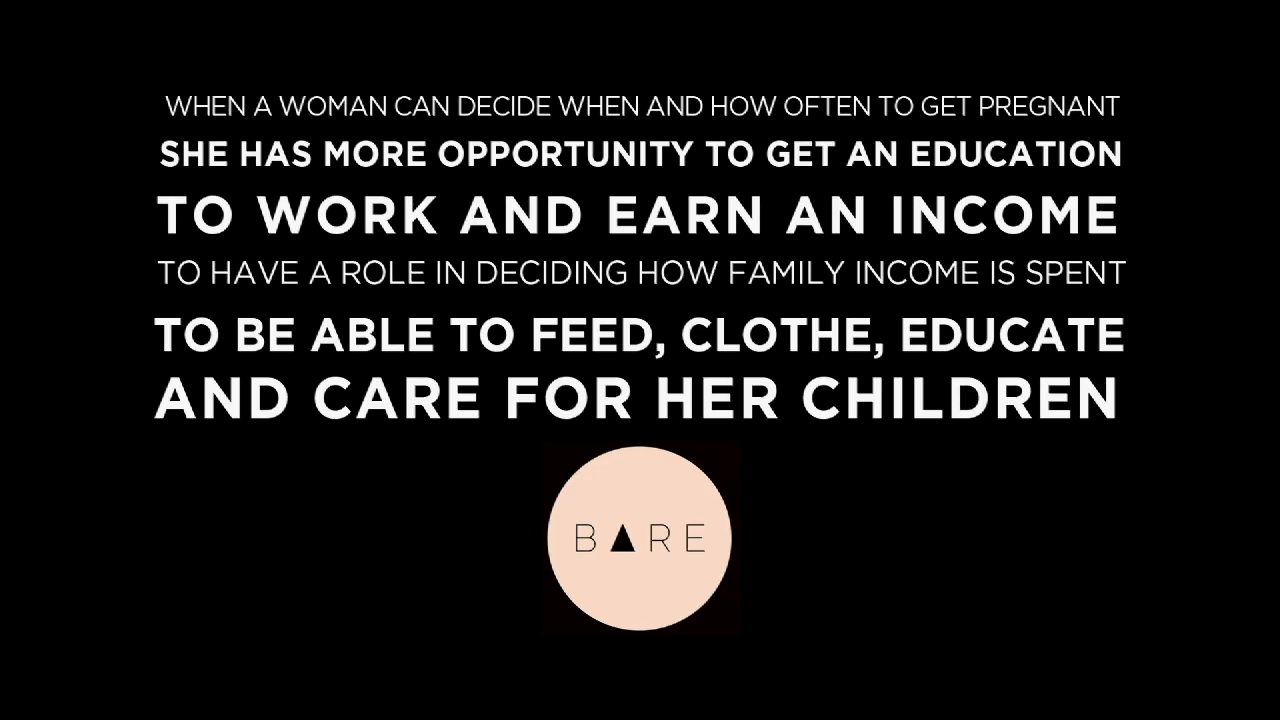 WHEN A WOMAN CAN DECIDE WHEN AND HOW OFTEN TO GET PREGNANT
SHE HAS MORE OPPORTUNITY TO GET AN EDUCATION
TO WORK AND EARN AN INCOME
TO HAVE A ROLE IN DECIDING HOW FAMILY INCOME IS SPENT
TO BE ABLE TO FEED, CLOTHE, EDUCATE
AND CARE FOR HER CHILDREN
B▲RE